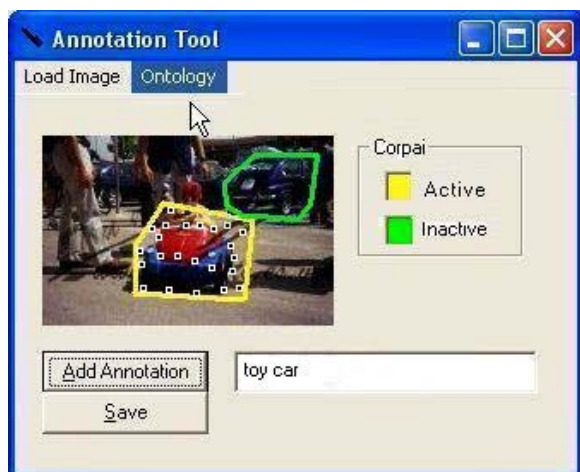 Annotation Tool
Load Image Ontology
Corpai
Active
Inactive
Add Annotation toy car
Save